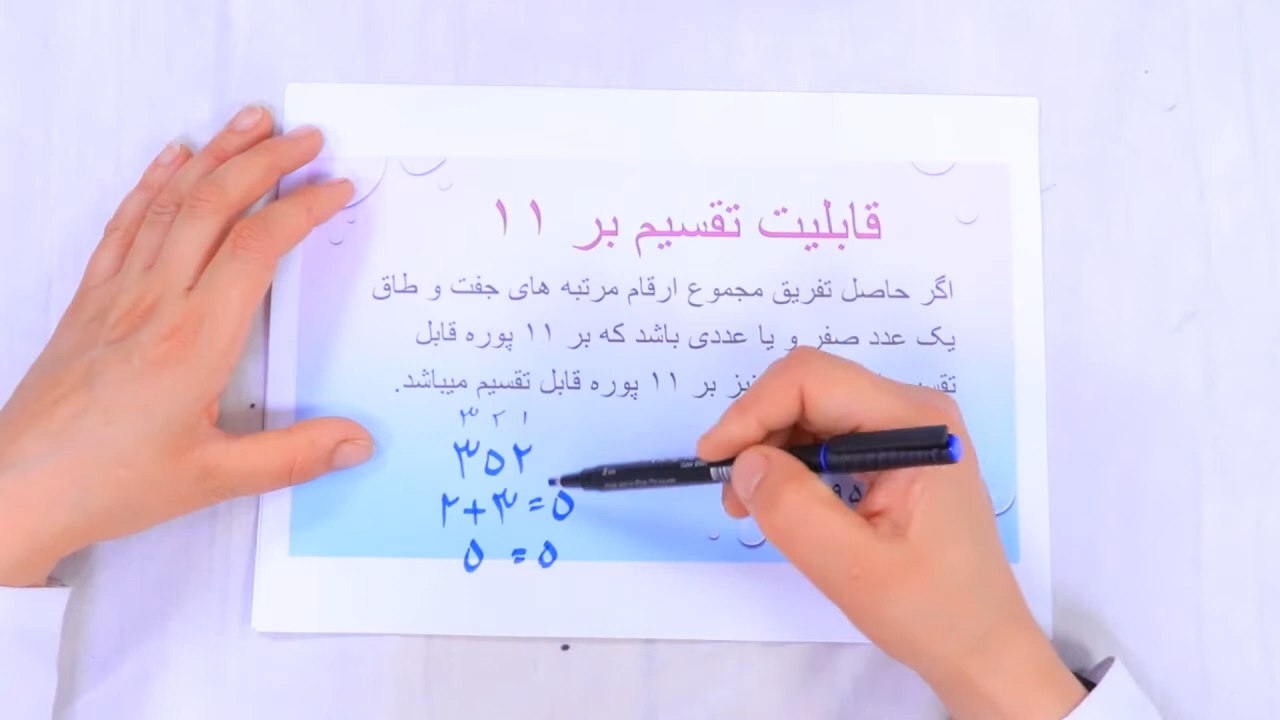 قابلیت تقسیم بر ۱۱
اگر حاصل تفریق مجموع ارقام مرتبه های جفت و طاق
یک عدد صفر و یا عددی باشد که بر ۱۱ پوره قابل
بر ۱۱ پوره قابل تقسیم میباشد.
۳ ۲ ۱
۳۵۲
۲+۳=۵
۵ =۵